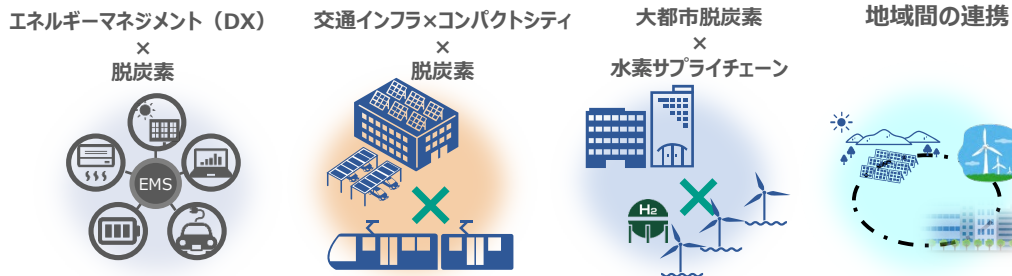 エネルギーマネジメント（DX）
×
脱炭素
EMS
交通インフラ×コンパクトシティ
×
脱炭素
大都市脱炭素
×
水素サプライチェーン
H2
地域間の連携